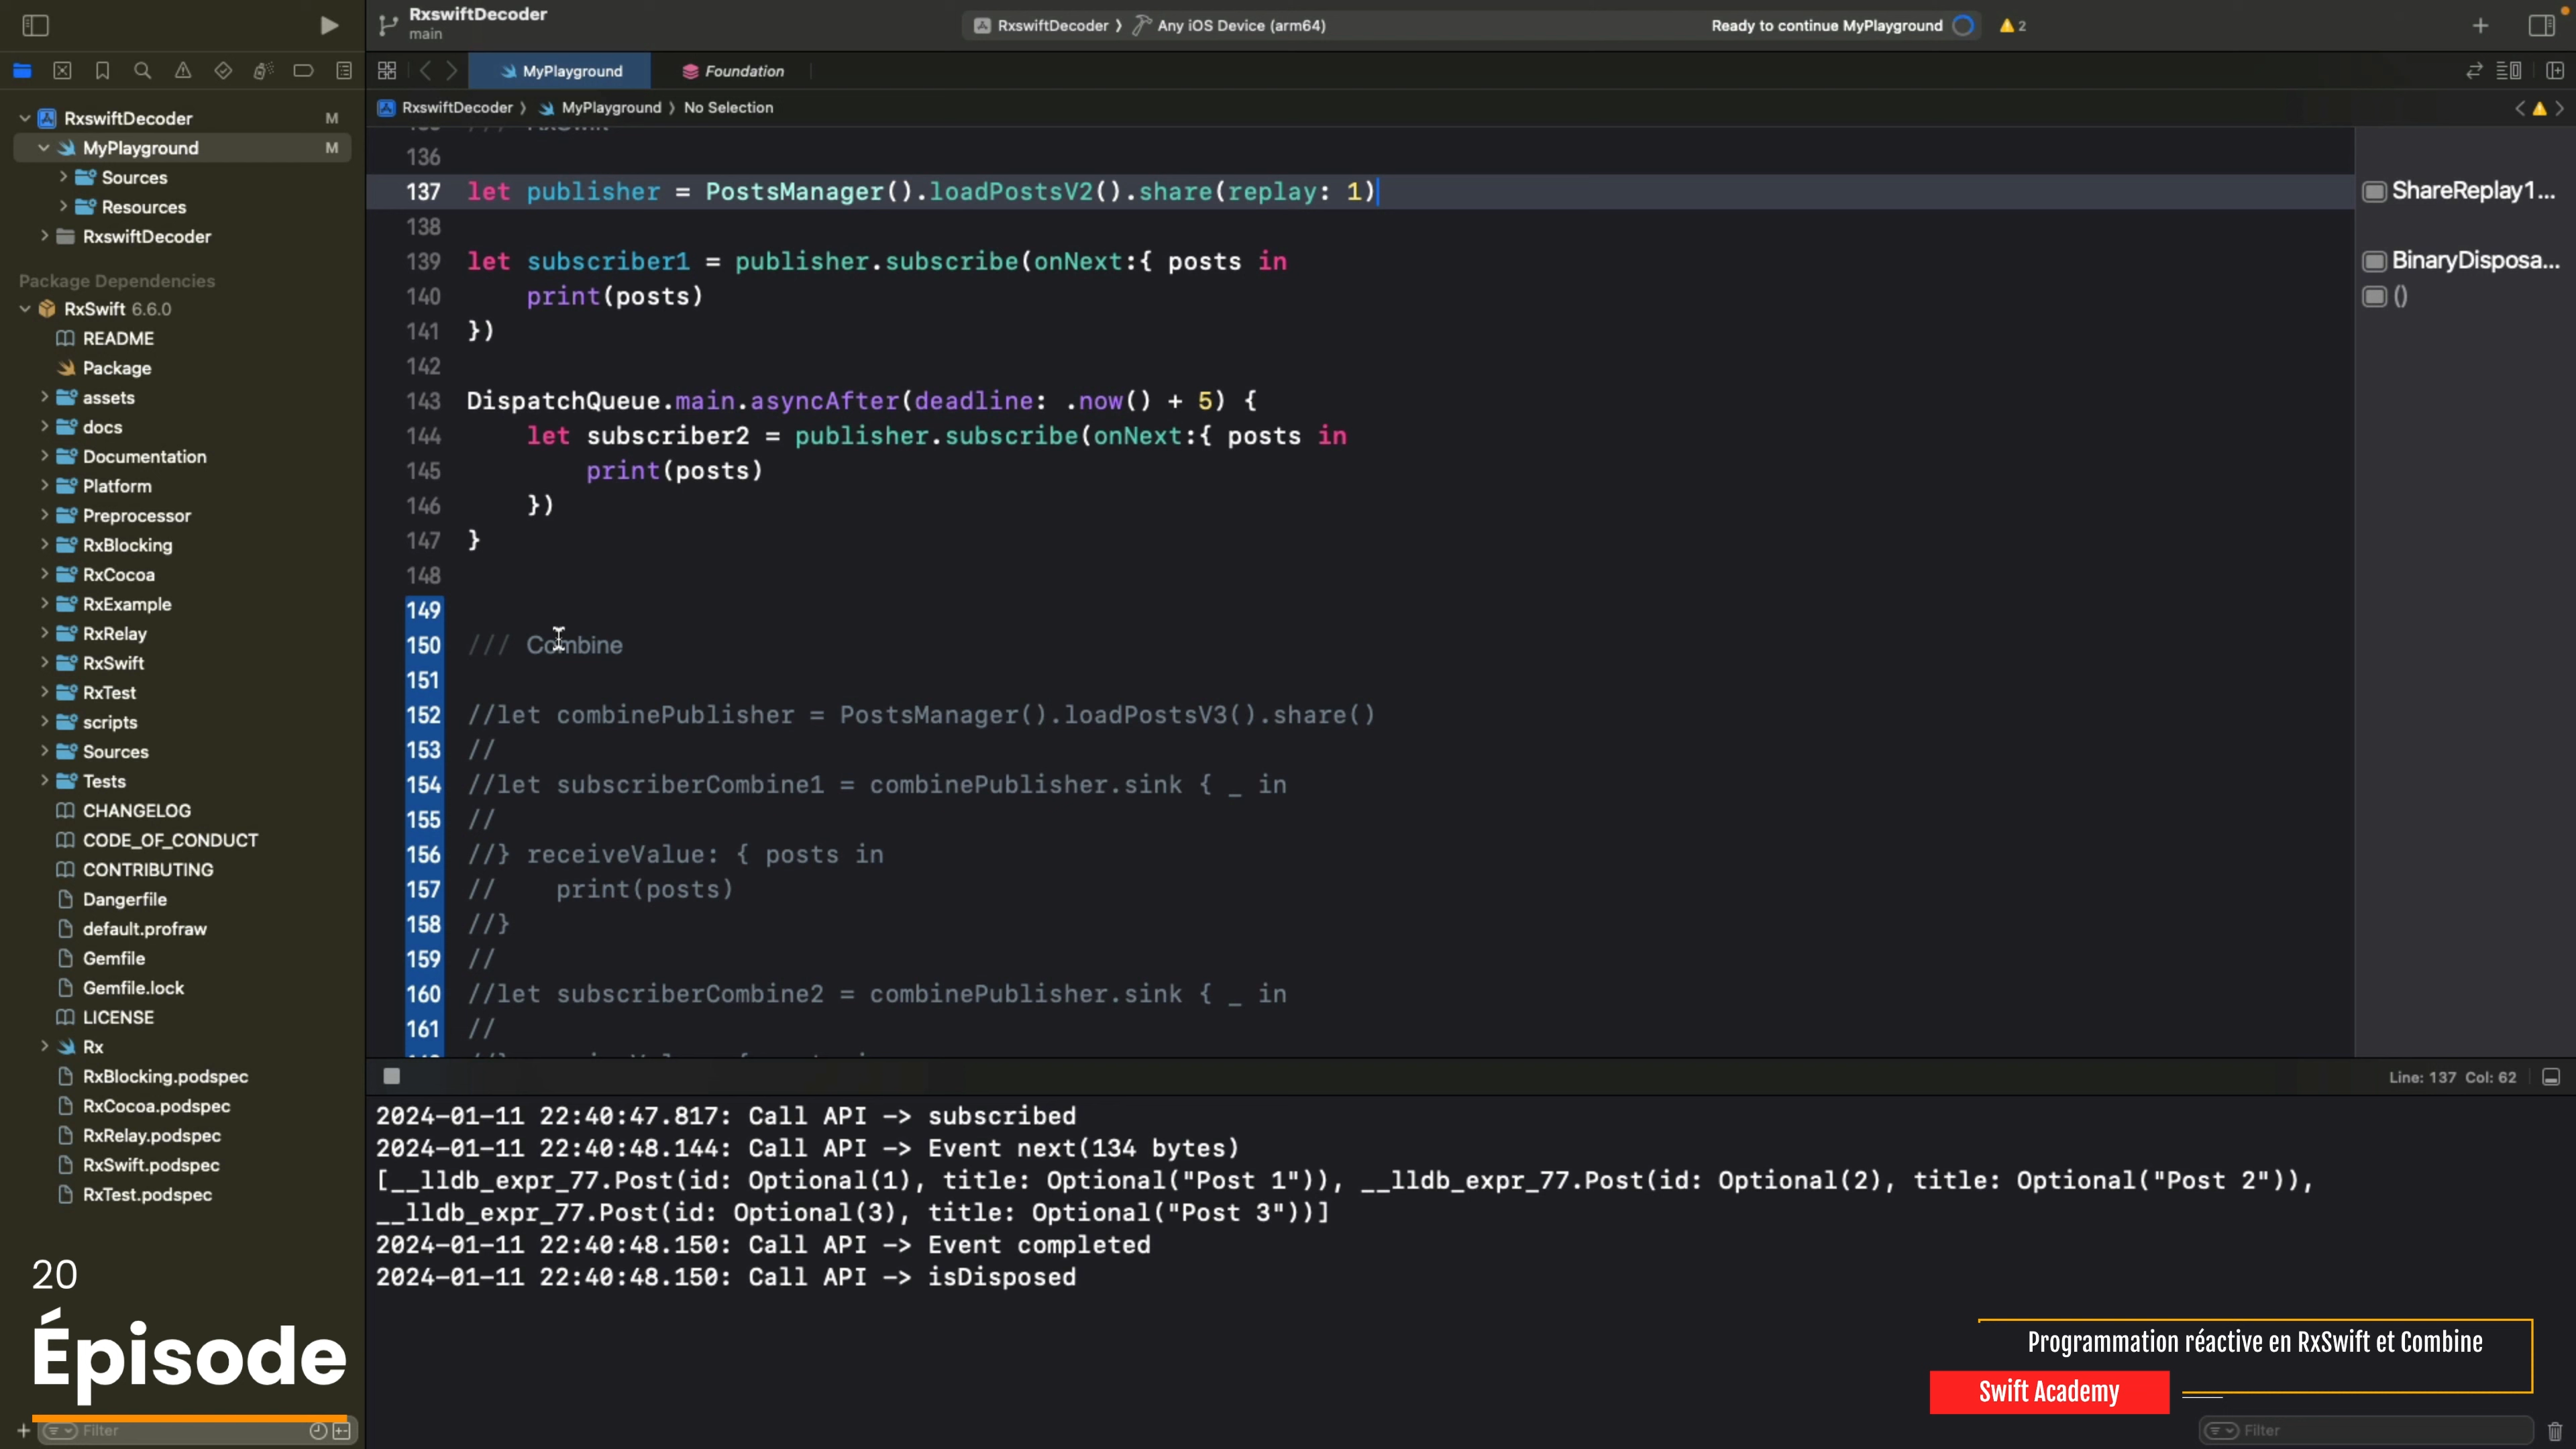 RxswiftDecoder
main
RxswiftDecoder 〉 Any iOS Device (arm64)
Ready to continue MyPlayground
2
MyPlayground
Foundation
RxswiftDecoder 〉 MyPlayground 〉 No Selection
RxswiftDecoder M
MyPlayground M
Sources
Resources
RxswiftDecoder
Package Dependencies
RxSwift 6.6.0
README
Package
assets
docs
Documentation
Platform
Preprocessor
RxBlocking
RxCocoa
RxExample
RxRelay
RxSwift
RxTest
scripts
Sources
Tests
CHANGELOG
CODE_OF_CONDUCT
CONTRIBUTING
Dangerfile
default.profraw
Gemfile
Gemfile.lock
LICENSE
Rx
RxBlocking.podspec
RxCocoa.podspec
RxRelay.podspec
RxSwift.podspec
RxTest.podspec
20
Épisode
Filter
136
137 let publisher = PostsManager().loadPostsV2().share(replay: 1)
138
139 let subscriber1 = publisher.subscribe(onNext:{ posts in
140 print(posts)
141 })
142
143 DispatchQueue.main.asyncAfter(deadline: .now() + 5) {
144 let subscriber2 = publisher.subscribe(onNext:{ posts in
145 print(posts)
146 })
147 }
148
149
150 /// Combine
151
152 //let combinePublisher = PostsManager().loadPostsV3().share()
153 //
154 //let subscriberCombine1 = combinePublisher.sink { _ in
155 //
156 //} receiveValue: { posts in
157 // print(posts)
158 //}
159 //
160 //let subscriberCombine2 = combinePublisher.sink { _ in
161 //
ShareReplay1...
BinaryDisposa...
()
Line: 137 Col: 62
2024-01-11 22:40:47.817: Call API -> subscribed
2024-01-11 22:40:48.144: Call API -> Event next(134 bytes)
[__lldb_expr_77.Post(id: Optional(1), title: Optional("Post 1")), __lldb_expr_77.Post(id: Optional(2), title: Optional("Post 2")),
__lldb_expr_77.Post(id: Optional(3), title: Optional("Post 3"))]
2024-01-11 22:40:48.150: Call API -> Event completed
2024-01-11 22:40:48.150: Call API -> isDisposed
Programmation réactive en RxSwift et Combine
Swift Academy
Filter